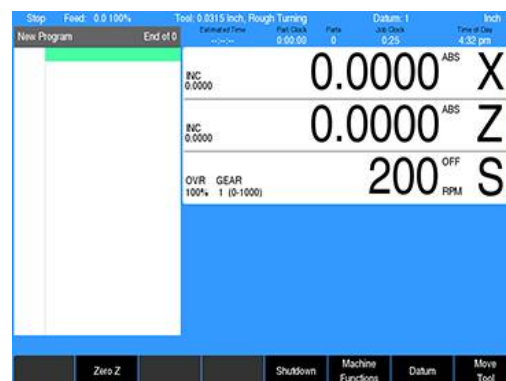 Stop Feed: 0.0 100% Tool: 0.0315 Inch, Rough Turning Datum: 1 Inch
New Program End of 0
Estimated Time Part Clock Parts Job Clock Time of Day
--:--:-- 0:00:00 0 0:25 4:32 pm
INC 0.0000 0.0000 ABS X
INC 0.0000 0.0000 ABS Z
OVR GEAR 200 OFF S
100% 1 (0-1000) RPM
Zero Z Shutdown Machine Functions Datum Move Tool